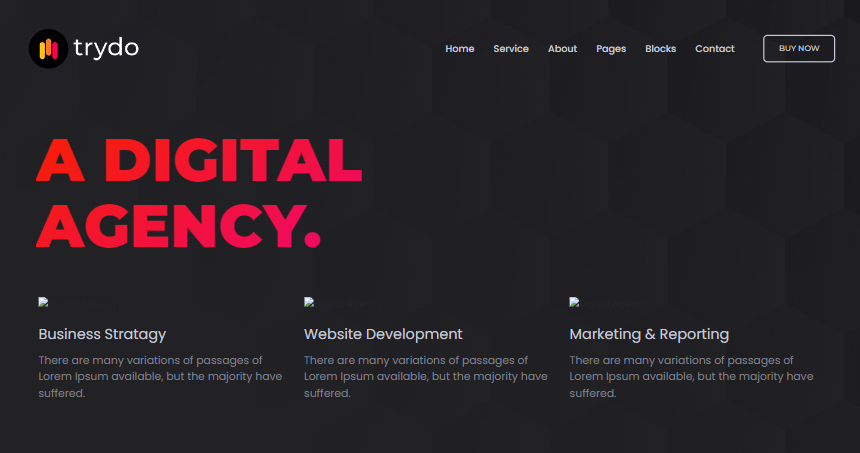 trydo
Home Service About Pages Blocks Contact BUY NOW
A DIGITAL
AGENCY.
Business Stratagy
There are many variations of passages of
Lorem Ipsum available, but the majority have
suffered.
Website Development
There are many variations of passages of
Lorem Ipsum available, but the majority have
suffered.
Marketing & Reporting
There are many variations of passages of
Lorem Ipsum available, but the majority have
suffered.